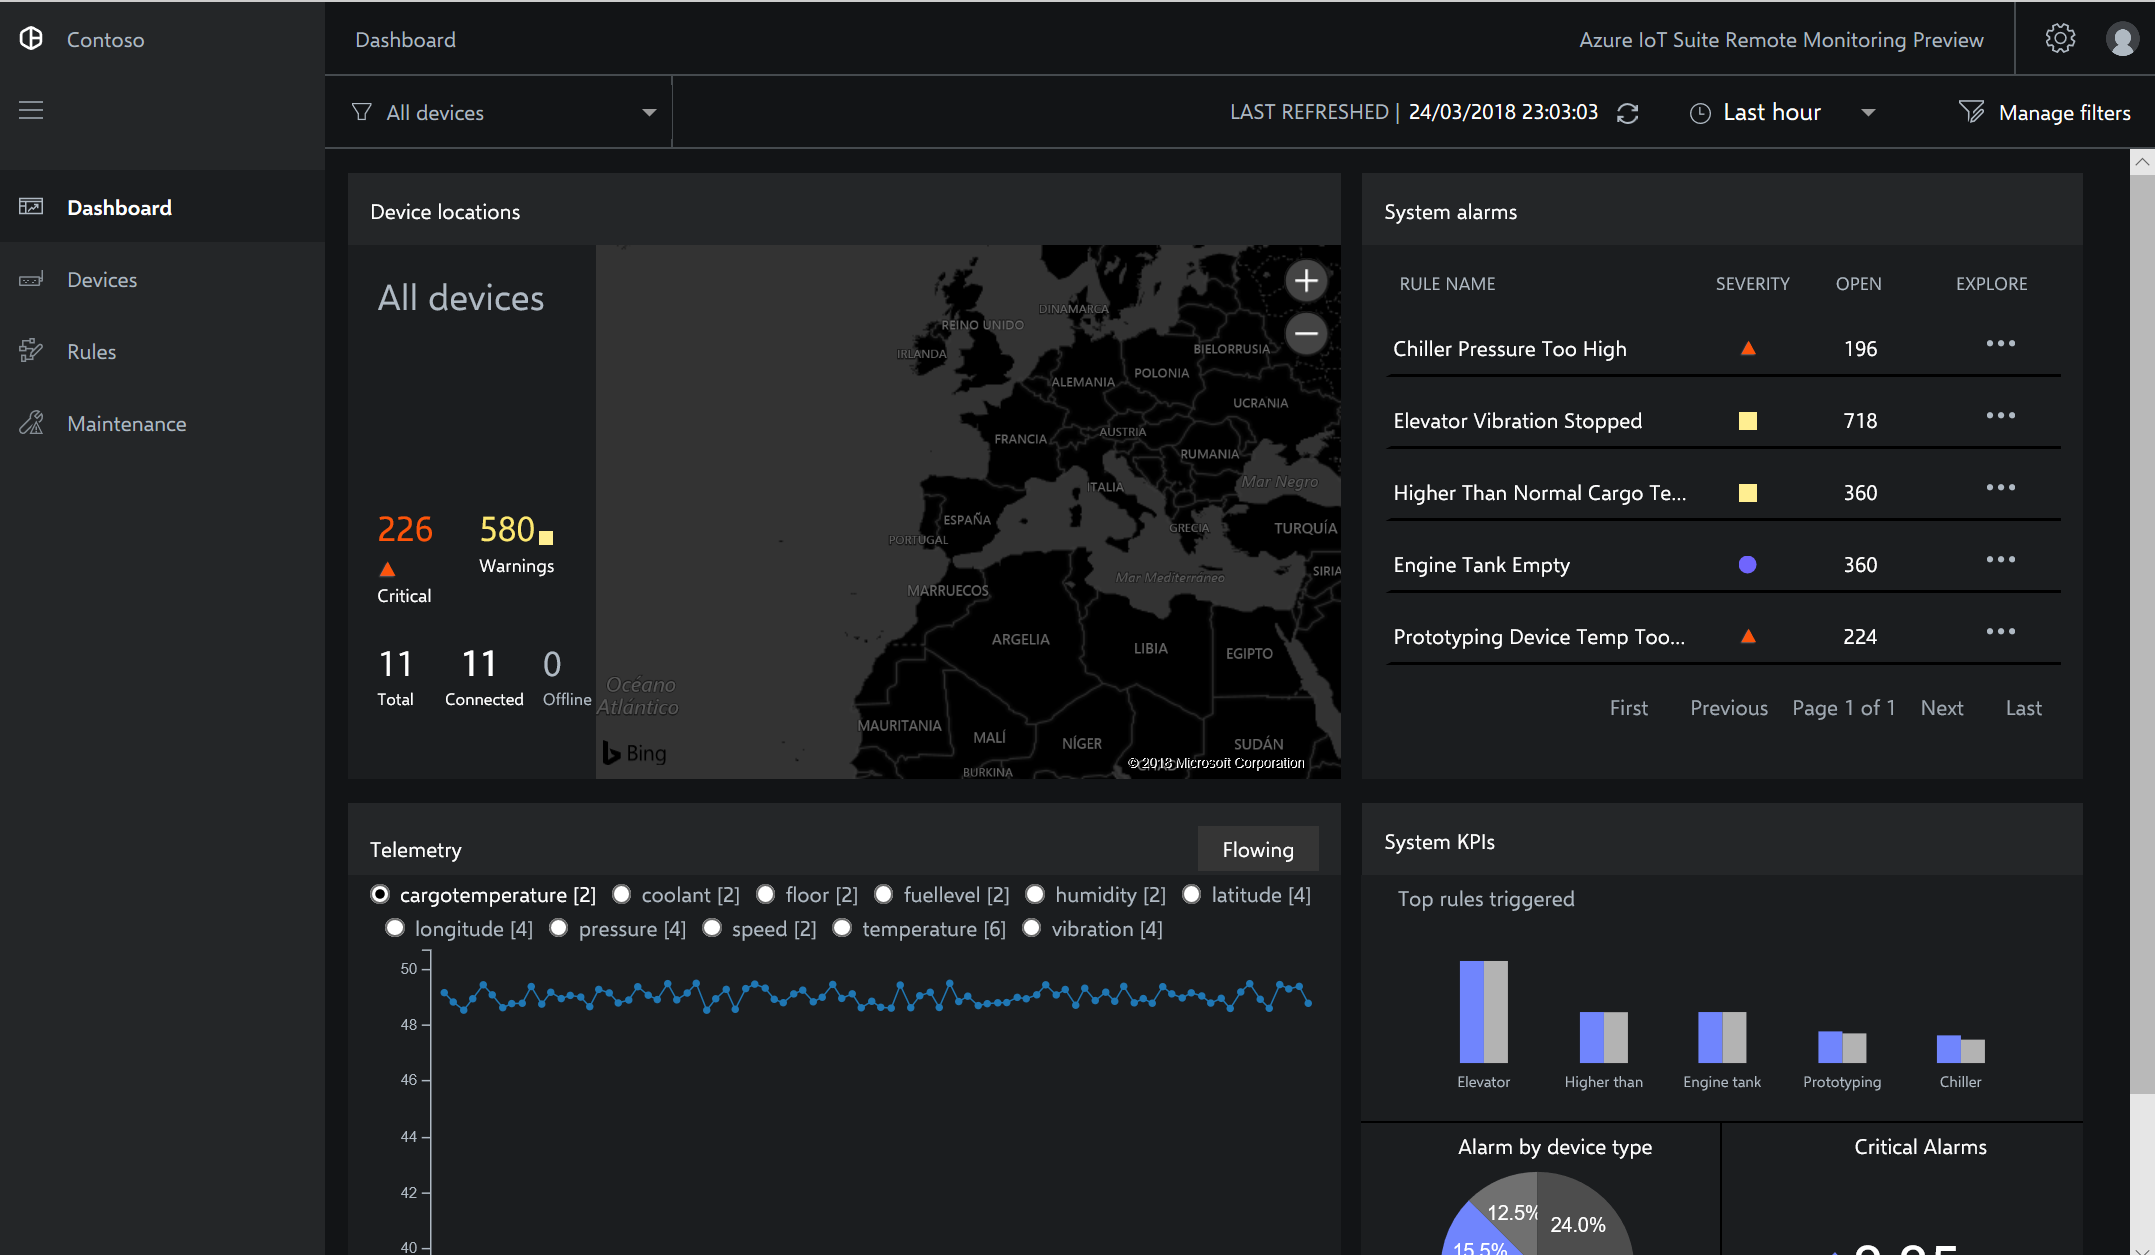 Contoso
Dashboard
Azure IoT Suite Remote Monitoring Preview
All devices
LAST REFRESHED | 24/03/2018 23:03:03
Last hour
Manage filters
Dashboard
Devices
Rules
Maintenance
Device locations
All devices
226
Critical
580
Warnings
11
Total
11
Connected
0
Offline
DINAMARCA
REINO UNIDO
IRLANDA
BIELORRUSIA
POLONIA
ALEMANIA
UCRANIA
AUSTRIA
FRANCIA
RUMANIA
Mar Negro
ITALIA
ESPAÑA
GRECIA
TURQUÍA
PORTUGAL
SIRIA
Mar Mediterráneo
MARRUECOS
ARGELIA
LIBIA
EGIPTO
Océano
Atlántico
MAURITANIA
MALÍ
NÍGER
SUDÁN
BURKINA
Bing
© 2018 Microsoft Corporation
System alarms
RULE NAME SEVERITY OPEN EXPLORE
Chiller Pressure Too High 196 •••
Elevator Vibration Stopped 718 •••
Higher Than Normal Cargo Te... 360 •••
Engine Tank Empty 360 •••
Prototyping Device Temp Too... 224 •••
First Previous Page 1 of 1 Next Last
Telemetry
Flowing
cargotemperature [2] coolant [2] floor [2] fuellevel [2] humidity [2] latitude [4]
longitude [4] pressure [4] speed [2] temperature [6] vibration [4]
50
48
46
44
42
40
System KPIs
Top rules triggered
Elevator Higher than Engine tank Prototyping Chiller
Alarm by device type
12.5%
24.0%
15.5%
Critical Alarms